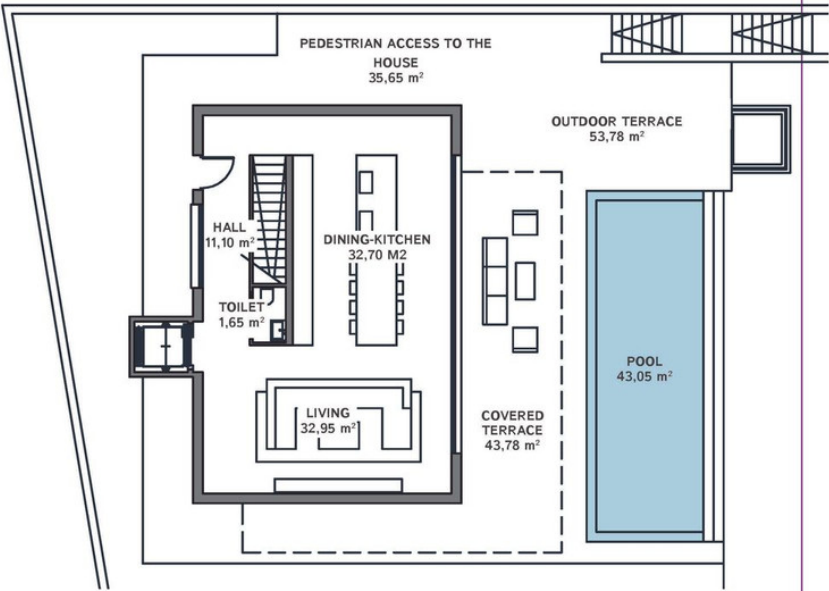 PEDESTRIAN ACCESS TO THE
HOUSE
35,65 m²
OUTDOOR TERRACE
53,78 m²
HALL
11,10 m²
DINING-KITCHEN
32,70 M2
TOILET
1,65 m²
POOL
43,05 m²
LIVING
32,95 m²
COVERED
TERRACE
43,78 m²